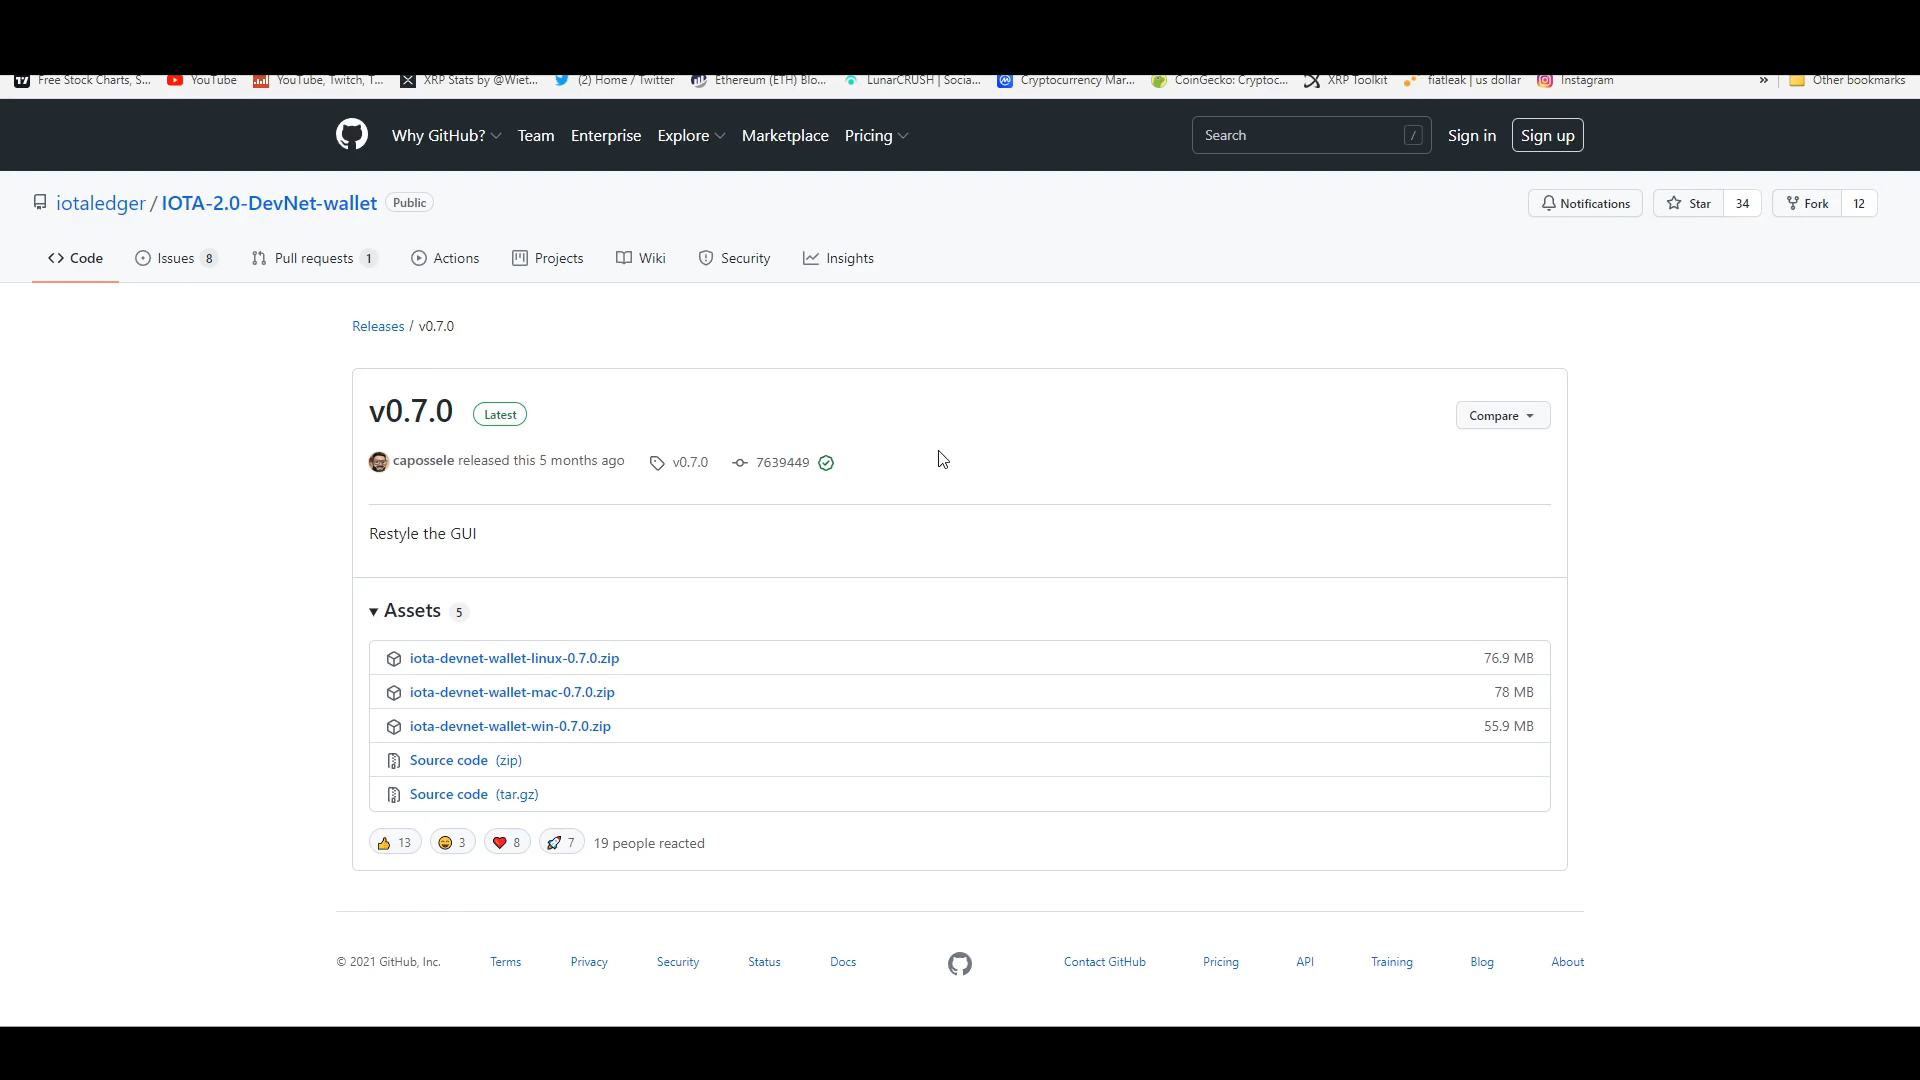 Free Stock Charts, S... YouTube YouTube, Twitch, T... XRP Stats by @Wiet... (2) Home / Twitter Ethereum (ETH) Blo... LunarCRUSH | Socia... Cryptocurrency Mar... CoinGecko: Cryptoc... XRP Toolkit fiatleak | us dollar Instagram » Other bookmarks
Why GitHub? Team Enterprise Explore Marketplace Pricing Search / Sign in Sign up
iotaledger / IOTA-2.0-DevNet-wallet Public Notifications Star 34 Fork 12
<> Code Issues 8 Pull requests 1 Actions Projects Wiki Security Insights
Releases / v0.7.0
v0.7.0 Latest Compare
capossele released this 5 months ago v0.7.0 7639449
Restyle the GUI
Assets 5
iota-devnet-wallet-linux-0.7.0.zip 76.9 MB
iota-devnet-wallet-mac-0.7.0.zip 78 MB
iota-devnet-wallet-win-0.7.0.zip 55.9 MB
Source code (zip)
Source code (tar.gz)
👍 13 😄 3 ❤️ 8 🚀 7 19 people reacted
© 2021 GitHub, Inc. Terms Privacy Security Status Docs Contact GitHub Pricing API Training Blog About